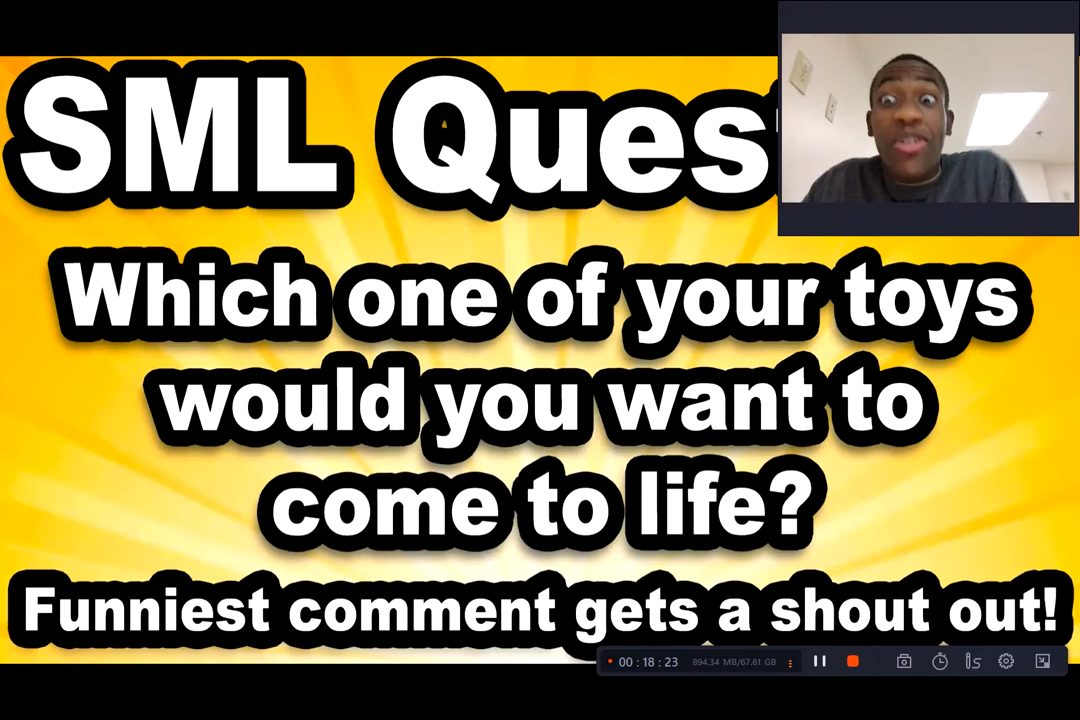 SML Ques
Which one of your toys
would you want to
come to life?
Funniest comment gets a shout out!
00:18:23 894.34 MB/67.61 GB